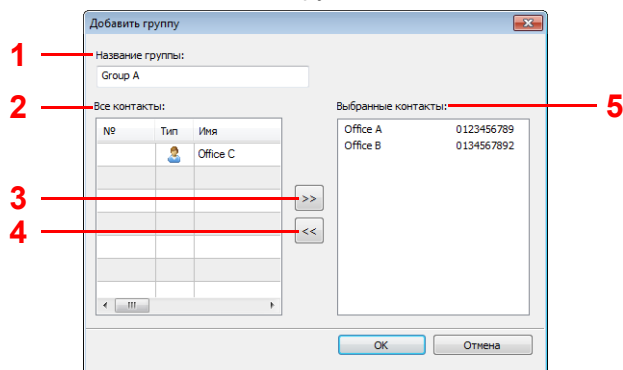 Добавить группу
1
Название группы:
Group A
2
Все контакты:
Выбранные контакты:
5
№ Тип Имя
Office C
Office A 0123456789
Office B 0134567892
3
>>
4
<<
OK
Отмена